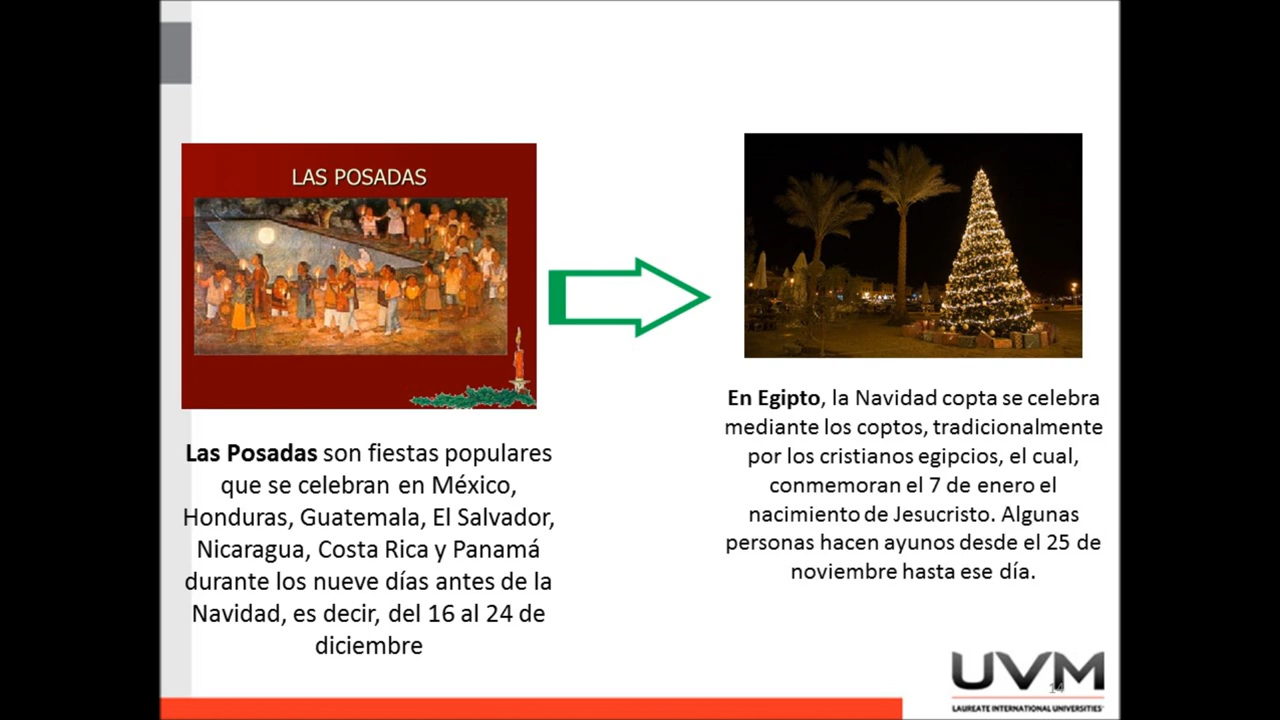 LAS POSADAS
Las Posadas son fiestas populares
que se celebran en México,
Honduras, Guatemala, El Salvador,
Nicaragua, Costa Rica y Panamá
durante los nueve días antes de la
Navidad, es decir, del 16 al 24 de
diciembre
En Egipto, la Navidad copta se celebra
mediante los coptos, tradicionalmente
por los cristianos egipcios, el cual,
conmemoran el 7 de enero el
nacimiento de Jesucristo. Algunas
personas hacen ayunos desde el 25 de
noviembre hasta ese día.
UVM
14
LAUREATE INTERNATIONAL UNIVERSITIES